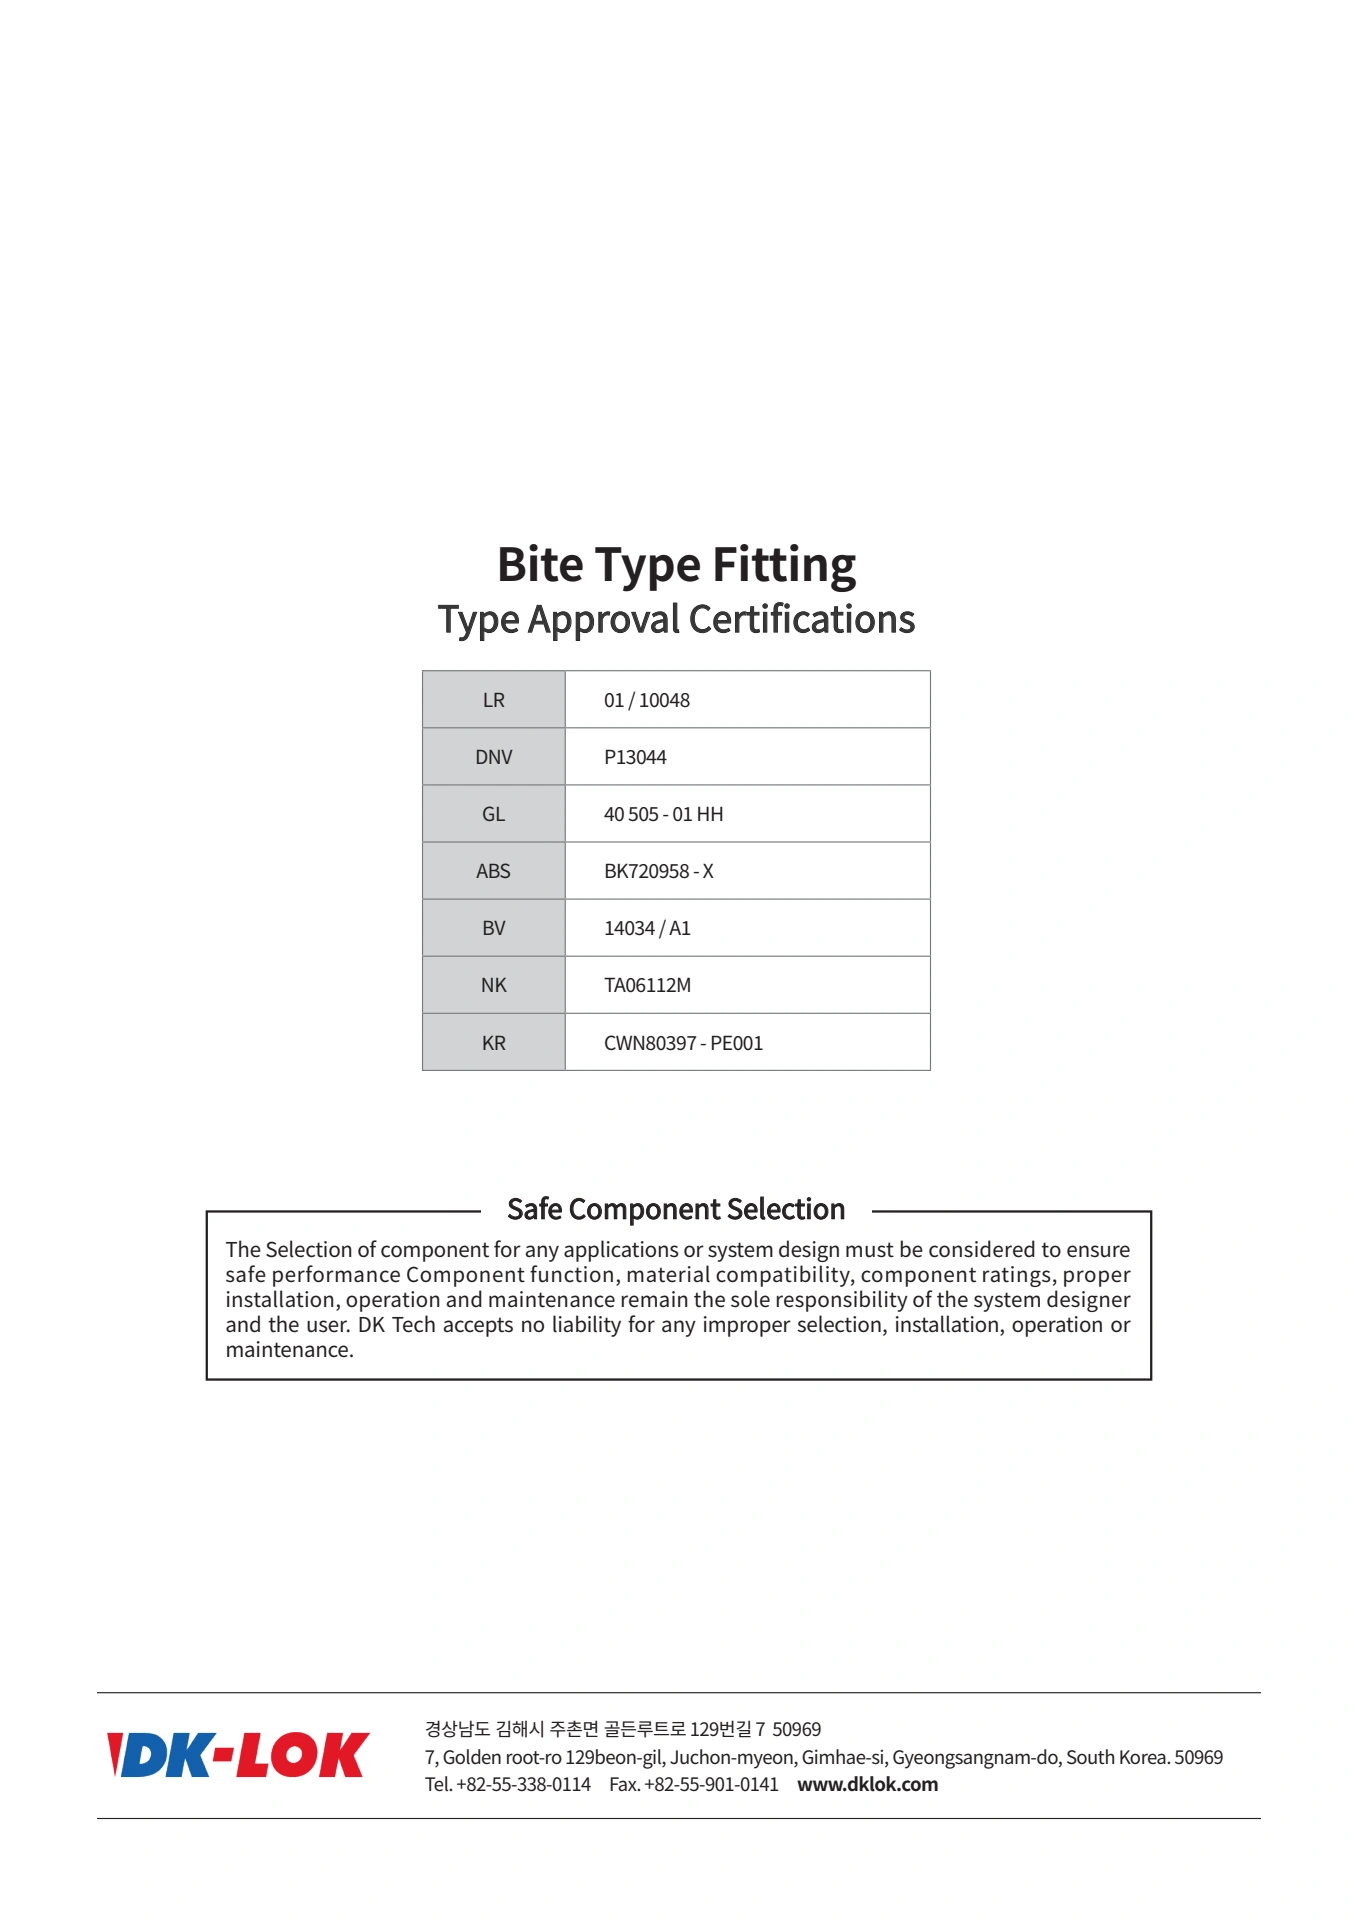 Bite Type Fitting
Type Approval Certifications
LR 01 / 10048
DNV P13044
GL 40 505 - 01 HH
ABS BK720958 - X
BV 14034 / A1
NK TA06112M
KR CWN80397 - PE001
Safe Component Selection
The Selection of component for any applications or system design must be considered to ensure
safe performance Component function, material compatibility, component ratings, proper
installation, operation and maintenance remain the sole responsibility of the system designer
and the user. DK Tech accepts no liability for any improper selection, installation, operation or
maintenance.
DK-LOK
경상남도 김해시 주촌면 골든루트로 129번길 7 50969
7, Golden root-ro 129beon-gil, Juchon-myeon, Gimhae-si, Gyeongsangnam-do, South Korea. 50969
Tel. +82-55-338-0114 Fax. +82-55-901-0141 www.dklok.com